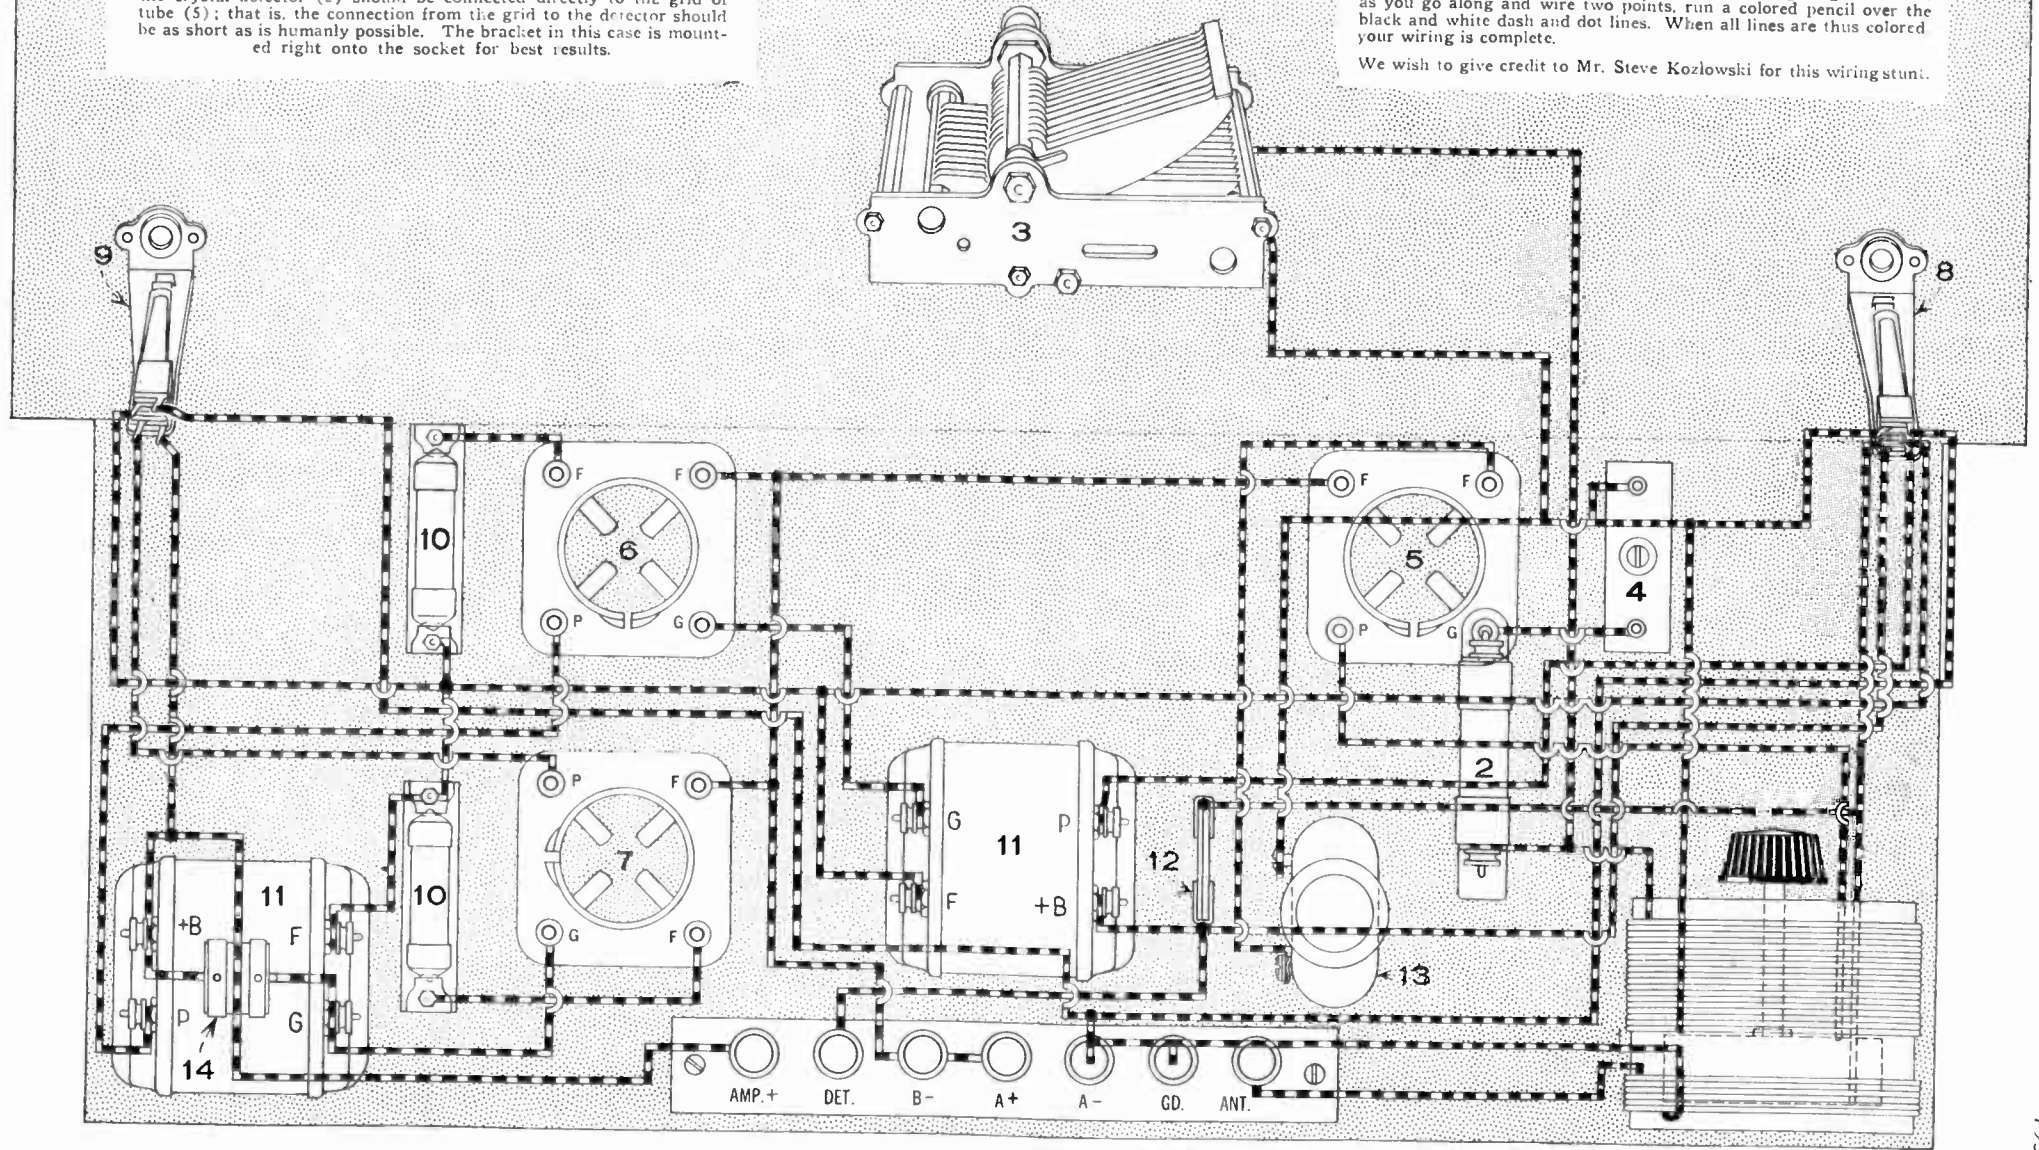 tube (5); that is, the connection from the grid to the detector should
be as short as is humanly possible. The bracket in this case is mount-
ed right onto the socket for best results.
as you go along and wire two points, run a colored pencil over the
black and white dash and dot lines. When all lines are thus colored
your wiring is complete.
We wish to give credit to Mr. Steve Kozlowski for this wiring stunt.
C
3
C
C
9
8
C
F
F
F
F
10
6
5
4
C
P
G
P
G
2
C
P
F
G
P
11
12
7
11
10
+B
F
F
+B
G
F
13
P
G
14
AMP.+
DET.
B-
A+
A-
GD.
ANT.